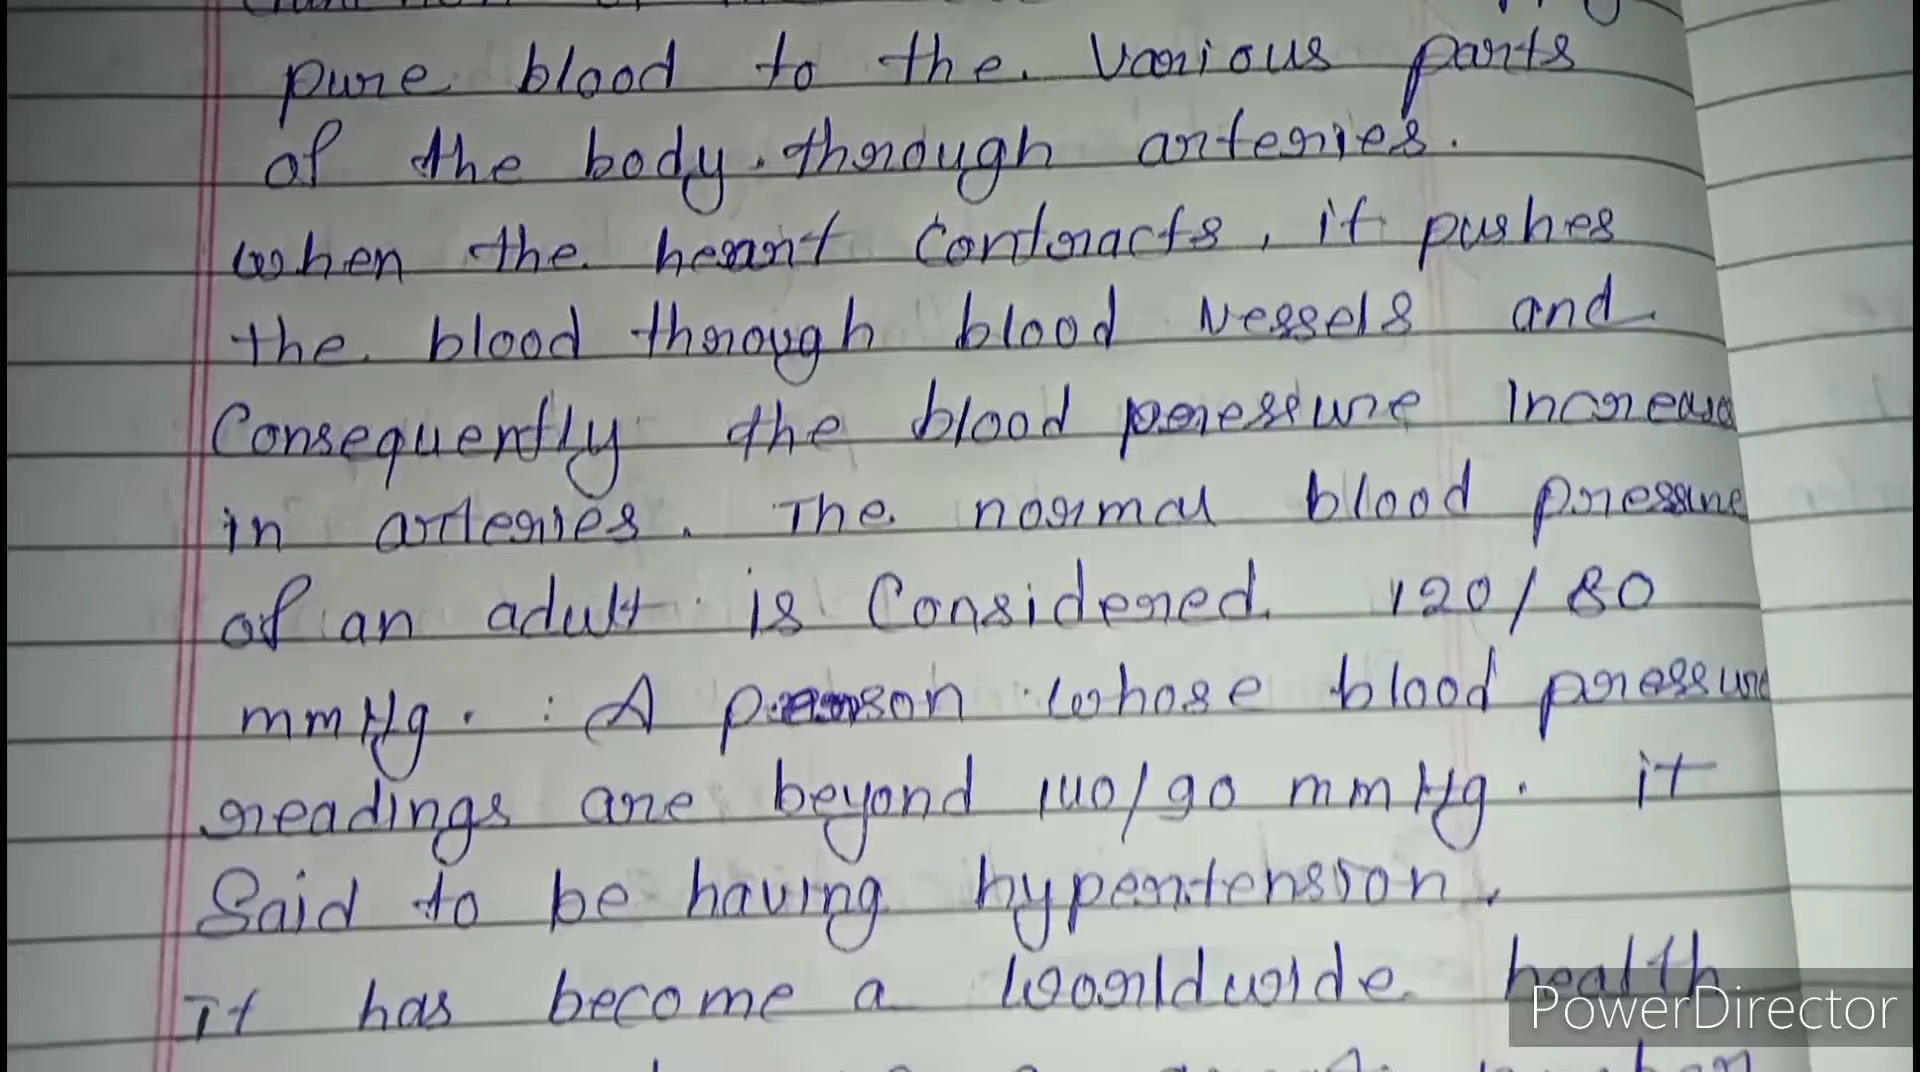 pure blood to the various parts
of the body. through arteries.
when the heart contracts, it pushes
the blood through blood vessels and
Consequently the blood pressure increase
in arteries. The normal blood pressure
of an adult is Considered 120/80
mmHg. : A person whose blood pressure
readings are beyond 140/90 mmHg. it
Said to be having hypertension.
It has become a worldwide health
PowerDirector